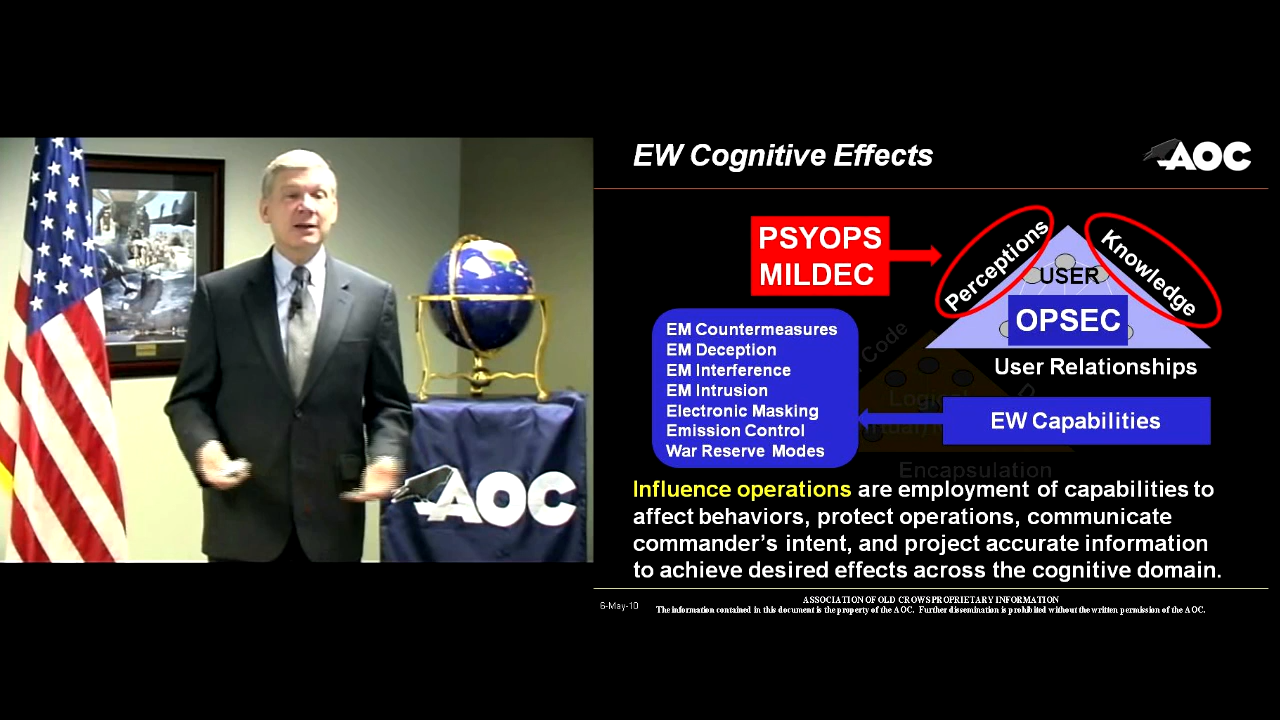 EW Cognitive Effects
AOC
PSYOPS
MILDEC
Perceptions
Knowledge
USER
OPSEC
User Relationships
EM Countermeasures
EM Deception
EM Interference
EM Intrusion
Electronic Masking
Emission Control
War Reserve Modes
Code
EW Capabilities
Encapsulation
Influence operations are employment of capabilities to
affect behaviors, protect operations, communicate
commander's intent, and project accurate information
to achieve desired effects across the cognitive domain.
6-May-10
ASSOCIATION OF OLD CROWS PROPRIETARY INFORMATION
The information contained in this document is the property of the AOC. Further dissemination is prohibited without the written permission of the AOC.
AOC